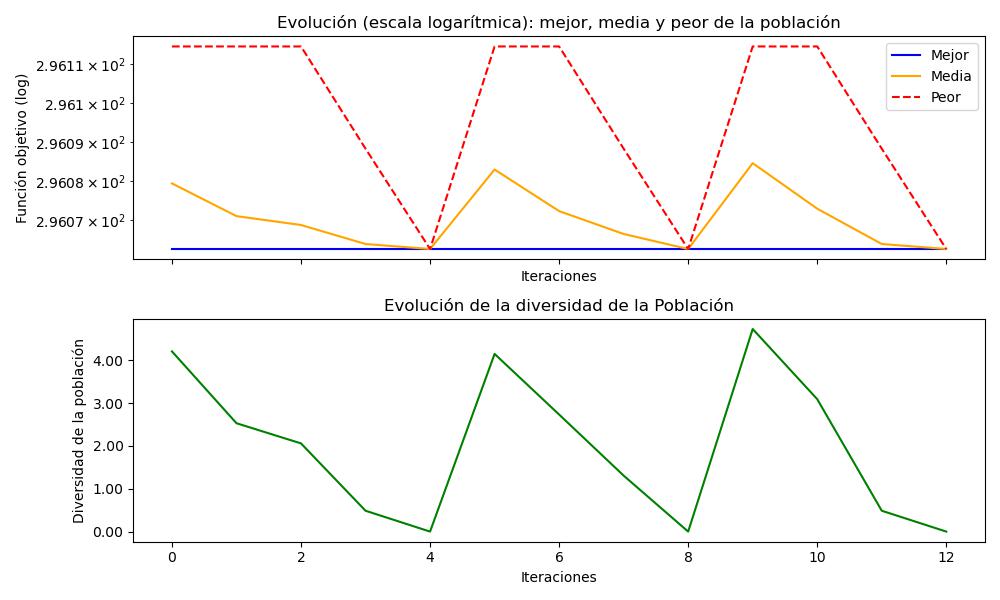 Evolución (escala logarítmica): mejor, media y peor de la población
Función objetivo (log)
2.9611 × 10²
2.961 × 10²
2.9609 × 10²
2.9608 × 10²
2.9607 × 10²
Mejor
Media
Peor
Iteraciones
Evolución de la diversidad de la Población
Diversidad de la población
4.00
3.00
2.00
1.00
0.00
0 2 4 6 8 10 12
Iteraciones